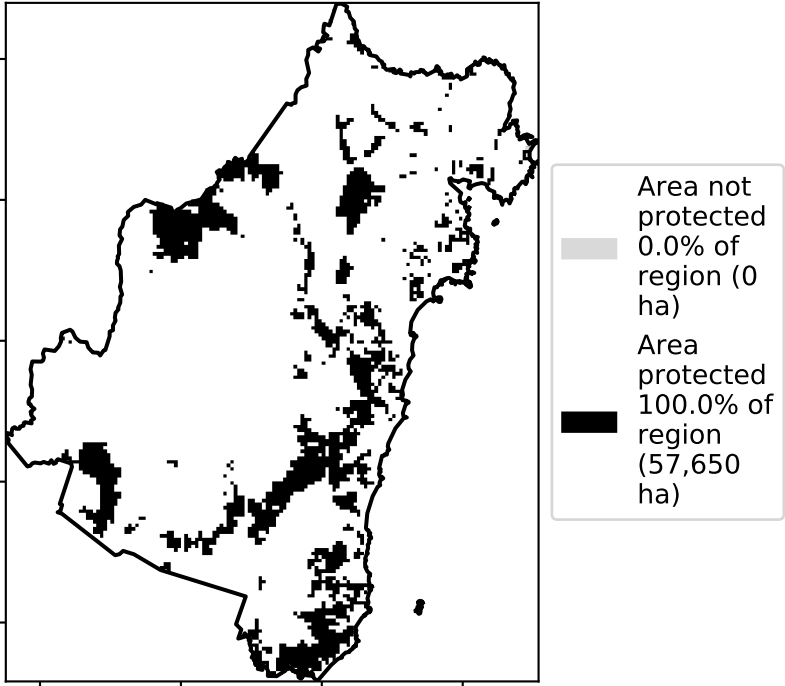 Area not
protected
0.0% of
region (0
ha)
Area
protected
100.0% of
region
(57,650
ha)